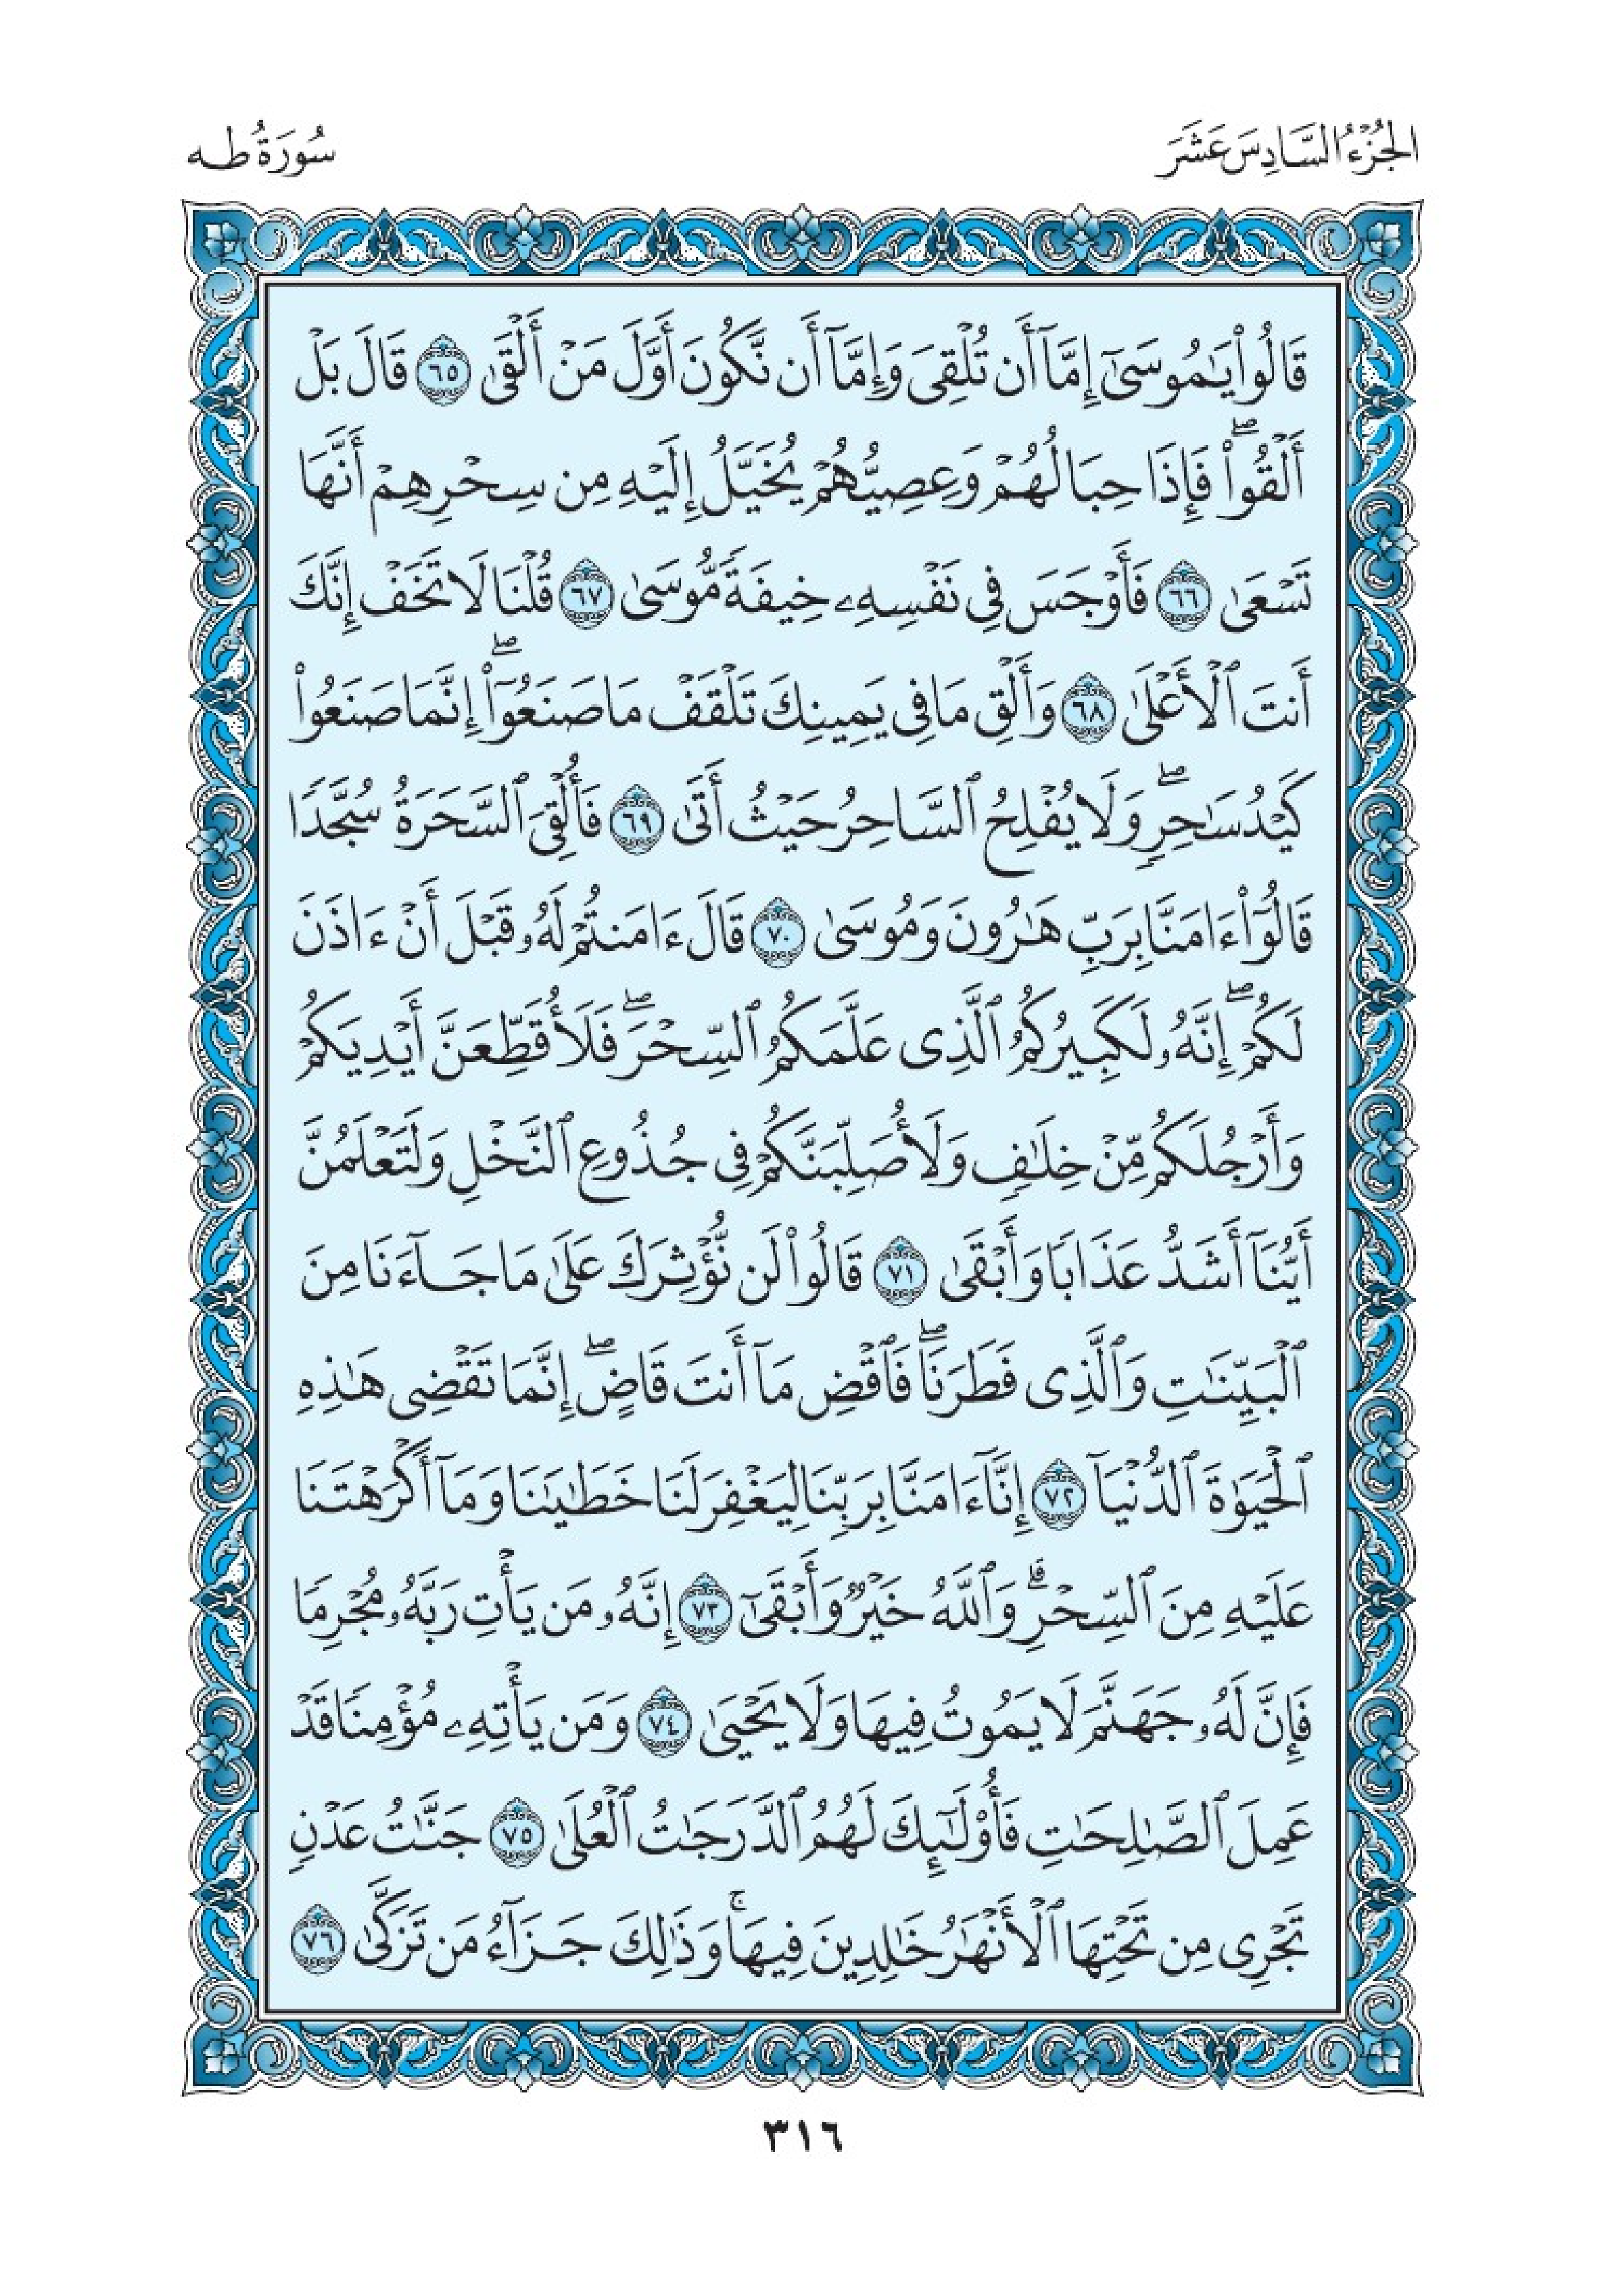 الجُزْءُ السَّادِسَ عَشَرَ
سُورَةُ طه
قَالُوا۟ يَـٰمُوسَىٰٓ إِمَّآ أَن تُلْقِىَ وَإِمَّآ أَن نَّكُونَ أَوَّلَ مَنْ أَلْقَىٰ ٦٥ قَالَ بَلْ
أَلْقُوا۟ۖ فَإِذَا حِبَالُهُمْ وَعِصِيُّهُمْ يُخَيَّلُ إِلَيْهِ مِن سِحْرِهِمْ أَنَّهَا
تَسْعَىٰ ٦٦ فَأَوْجَسَ فِى نَفْسِهِۦ خِيفَةً مُّوسَىٰ ٦٧ قُلْنَا لَا تَخَفْ إِنَّكَ
أَنتَ ٱلْأَعْلَىٰ ٦٨ وَأَلْقِ مَا فِى يَمِينِكَ تَلْقَفْ مَا صَنَعُوٓا۟ۖ إِنَّمَا صَنَعُوا۟
كَيْدُ سَـٰحِرٍۖ وَلَا يُفْلِحُ ٱلسَّاحِرُ حَيْثُ أَتَىٰ ٦٩ فَأُلْقِىَ ٱلسَّحَرَةُ سُجَّدًا
قَالُوٓا۟ ءَامَنَّا بِرَبِّ هَـٰرُونَ وَمُوسَىٰ ٧٠ قَالَ ءَامَنتُمْ لَهُۥ قَبْلَ أَنْ ءَاذَنَ
لَكُمْۖ إِنَّهُۥ لَكَبِيرُكُمُ ٱلَّذِى عَلَّمَكُمُ ٱلسِّحْرَۖ فَلَأُقَطِّعَنَّ أَيْدِيَكُمْ
وَأَرْجُلَكُم مِّنْ خِلَـٰفٍ وَلَأُصَلِّبَنَّكُمْ فِى جُذُوعِ ٱلنَّخْلِ وَلَتَعْلَمُنَّ
أَيُّنَآ أَشَدُّ عَذَابًا وَأَبْقَىٰ ٧١ قَالُوا۟ لَن نُّؤْثِرَكَ عَلَىٰ مَا جَآءَنَا مِنَ
ٱلْبَيِّنَـٰتِ وَٱلَّذِى فَطَرَنَاۖ فَٱقْضِ مَآ أَنتَ قَاضٍۖ إِنَّمَا تَقْضِى هَـٰذِهِ
ٱلْحَيَوٰةَ ٱلدُّنْيَآ ٧٢ إِنَّآ ءَامَنَّا بِرَبِّنَا لِيَغْفِرَ لَنَا خَطَـٰيَـٰنَا وَمَآ أَكْرَهْتَنَا
عَلَيْهِ مِنَ ٱلسِّحْرِۗ وَٱللَّهُ خَيْرٌ وَأَبْقَىٰٓ ٧٣ إِنَّهُۥ مَن يَأْتِ رَبَّهُۥ مُجْرِمًا
فَإِنَّ لَهُۥ جَهَنَّمَ لَا يَمُوتُ فِيهَا وَلَا يَحْيَىٰ ٧٤ وَمَن يَأْتِهِۦ مُؤْمِنًا قَدْ
عَمِلَ ٱلصَّـٰلِحَـٰتِ فَأُو۟لَـٰٓئِكَ لَهُمُ ٱلدَّرَجَـٰتُ ٱلْعُلَىٰ ٧٥ جَنَّـٰتُ عَدْنٍ
تَجْرِى مِن تَحْتِهَا ٱلْأَنْهَـٰرُ خَـٰلِدِينَ فِيهَاۚ وَذَٰلِكَ جَزَآءُ مَن تَزَكَّىٰ ٧٦
٣١٦